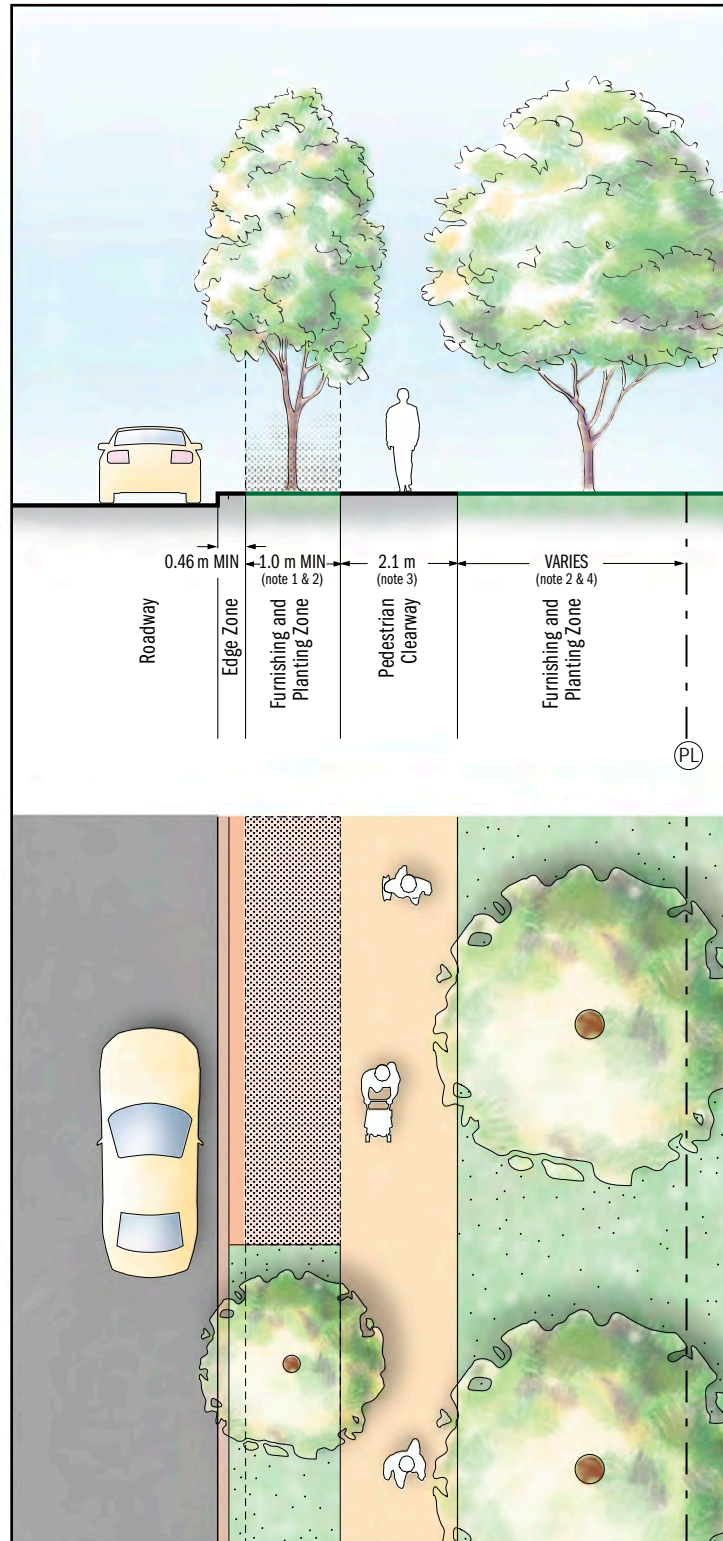 0.46 m MIN
1.0 m MIN
(note 1 & 2)
2.1 m
(note 3)
VARIES
(note 2 & 4)
Roadway
Edge Zone
Furnishing and
Planting Zone
Pedestrian
Clearway
Furnishing and
Planting Zone
PL